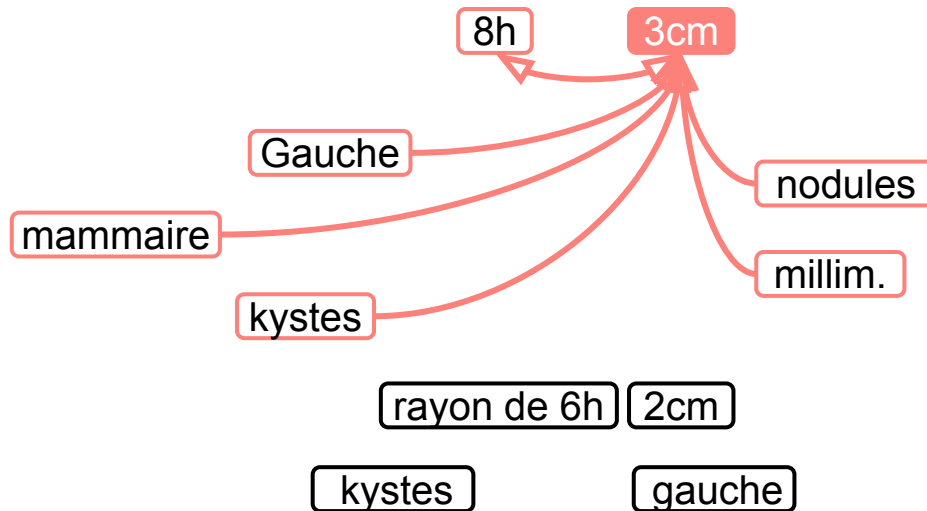 8h 3cm
Gauche
nodules
mammaire
millim.
kystes
rayon de 6h 2cm
kystes gauche